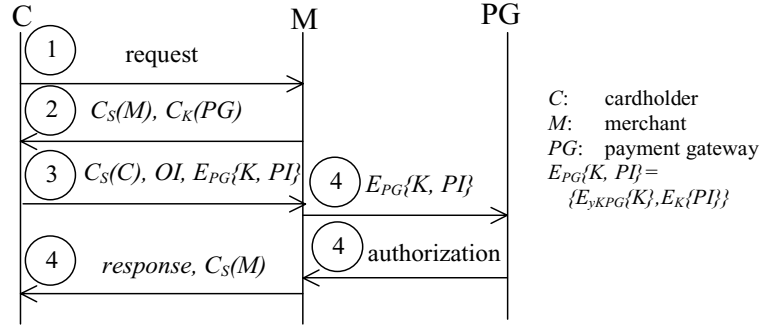 C M PG
1 request
2 C_S(M), C_K(PG)
3 C_S(C), OI, E_PG{K, PI}
4 E_PG{K, PI}
4 authorization
4 response, C_S(M)
C: cardholder
M: merchant
PG: payment gateway
E_PG{K, PI}=
{E_yKPG{K},E_K{PI}}